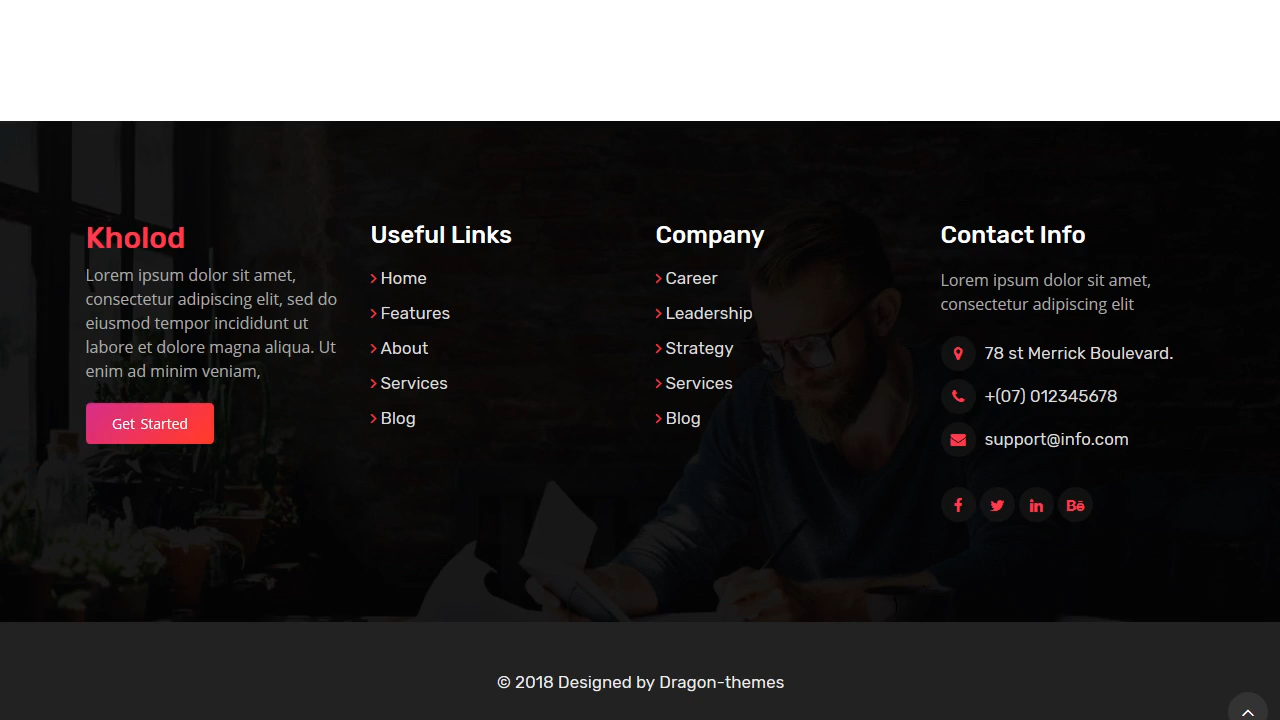 Kholod
Lorem ipsum dolor sit amet,
consectetur adipiscing elit, sed do
eiusmod tempor incididunt ut
labore et dolore magna aliqua. Ut
enim ad minim veniam,
Get Started
Useful Links
Home
Features
About
Services
Blog
Company
Career
Leadership
Strategy
Services
Blog
Contact Info
Lorem ipsum dolor sit amet,
consectetur adipiscing elit
78 st Merrick Boulevard.
+(07) 012345678
support@info.com
© 2018 Designed by Dragon-themes